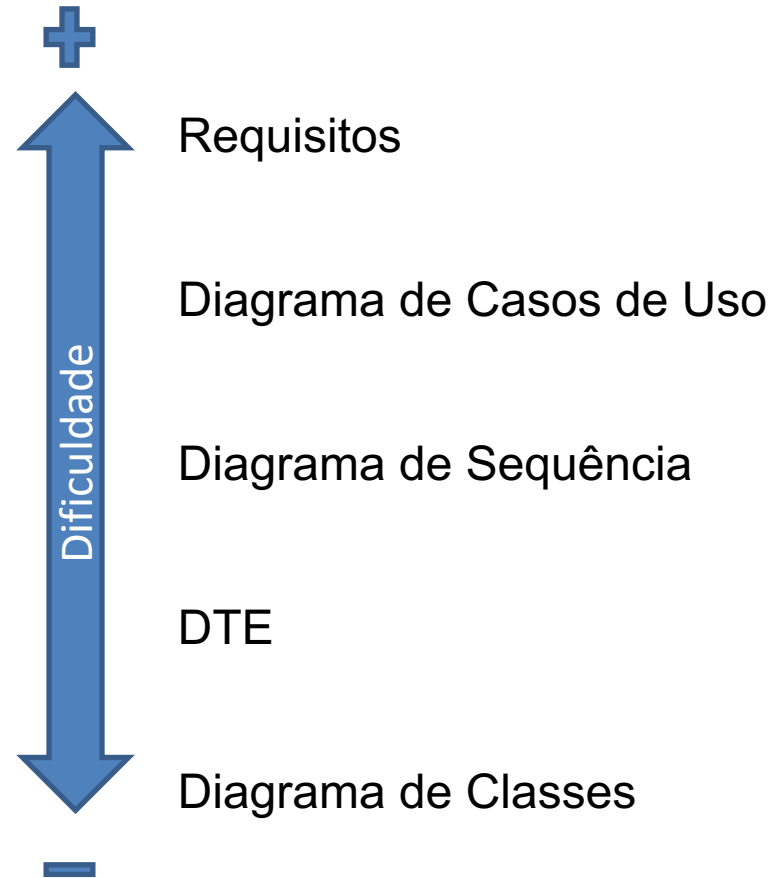 Requisitos
Diagrama de Casos de Uso
Dificuldade
Diagrama de Sequência
DTE
Diagrama de Classes